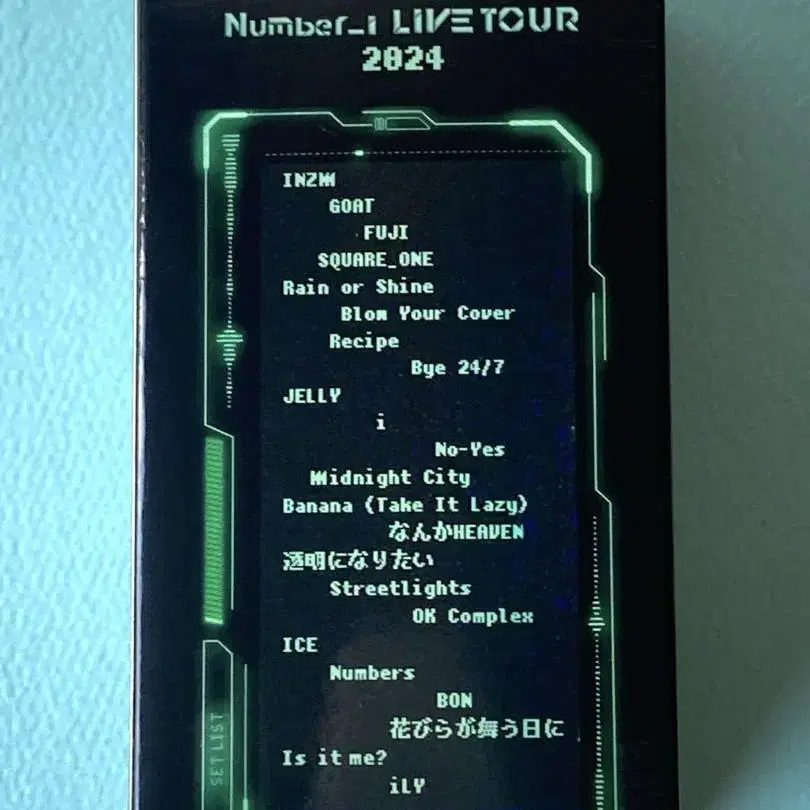 Number_i LIVE TOUR
2024
INZM
GOAT
FUJI
SQUARE_ONE
Rain or Shine
Blow Your Cover
Recipe
Bye 24/7
JELLY
i
No-Yes
Midnight City
Banana (Take It Lazy)
なんかHEAVEN
透明になりたい
Streetlights
OK Complex
ICE
Numbers
BON
花びらが舞う日に
Is it me?
iLY
SET LIST